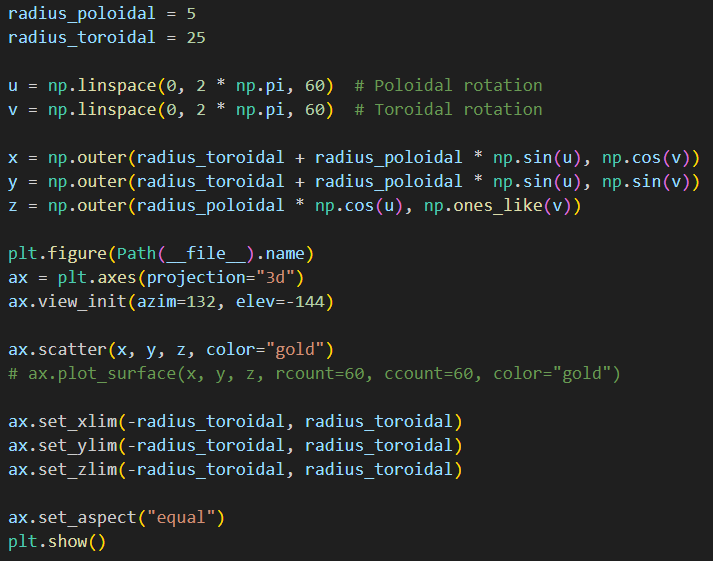 radius_poloidal = 5
radius_toroidal = 25
u = np.linspace(0, 2 * np.pi, 60)  # Poloidal rotation
v = np.linspace(0, 2 * np.pi, 60)  # Toroidal rotation
x = np.outer(radius_toroidal + radius_poloidal * np.sin(u), np.cos(v))
y = np.outer(radius_toroidal + radius_poloidal * np.sin(u), np.sin(v))
z = np.outer(radius_poloidal * np.cos(u), np.ones_like(v))
plt.figure(Path(__file__).name)
ax = plt.axes(projection="3d")
ax.view_init(azim=132, elev=-144)
ax.scatter(x, y, z, color="gold")
# ax.plot_surface(x, y, z, rcount=60, ccount=60, color="gold")
ax.set_xlim(-radius_toroidal, radius_toroidal)
ax.set_ylim(-radius_toroidal, radius_toroidal)
ax.set_zlim(-radius_toroidal, radius_toroidal)
ax.set_aspect("equal")
plt.show()